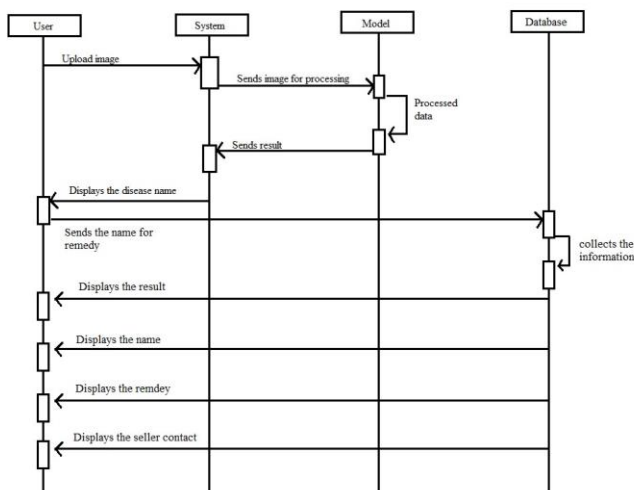 User
System
Model
Database
Upload image
Sends image for processing
Processed
data
Sends result
Displays the disease name
Sends the name for
remedy
collects the
information
Displays the result
Displays the name
Displays the remdey
Displays the seller contact